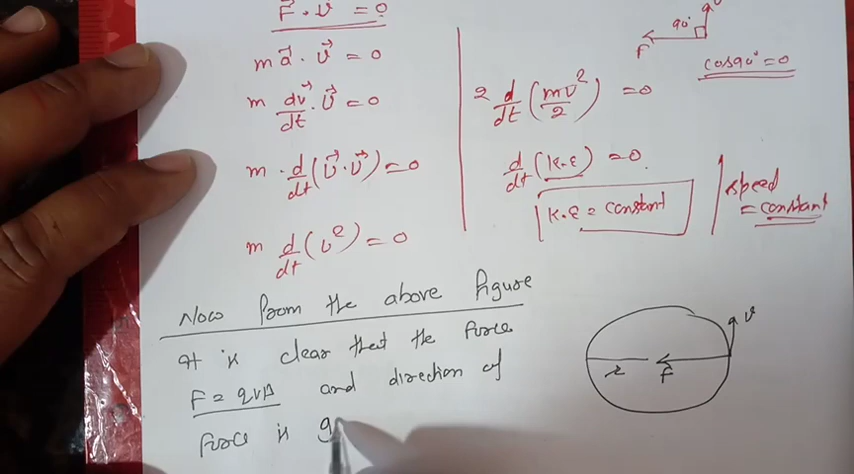 F⃗ · v⃗ = 0
m a⃗ · v⃗ = 0
m dv⃗/dt · v⃗ = 0
m · d/dt (v⃗ · v⃗) = 0
m d/dt (v²) = 0
2 d/dt (mv²/2) = 0
d/dt (K.E) = 0.
K.E = constant
speed
= constant
90°
v
F
cos90° = 0
Now from the above figure
It is clear that the force
F = qvB and direction of
force is
v
F
r